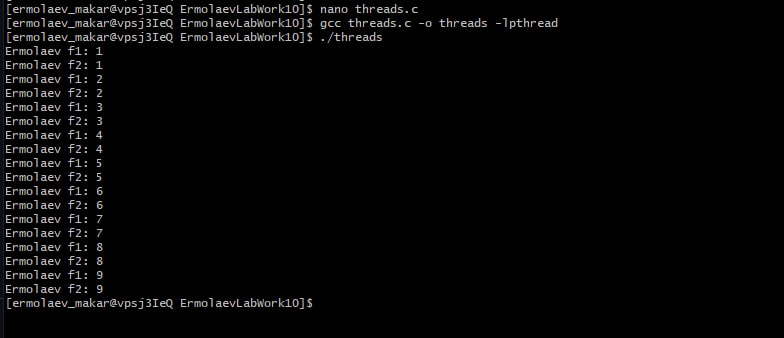 [ermolaev_makar@vpsj3IeQ ErmolaevLabWork10]$ nano threads.c
[ermolaev_makar@vpsj3IeQ ErmolaevLabWork10]$ gcc threads.c -o threads -lpthread
[ermolaev_makar@vpsj3IeQ ErmolaevLabWork10]$ ./threads
Ermolaev f1: 1
Ermolaev f2: 1
Ermolaev f1: 2
Ermolaev f2: 2
Ermolaev f1: 3
Ermolaev f2: 3
Ermolaev f1: 4
Ermolaev f2: 4
Ermolaev f1: 5
Ermolaev f2: 5
Ermolaev f1: 6
Ermolaev f2: 6
Ermolaev f1: 7
Ermolaev f2: 7
Ermolaev f1: 8
Ermolaev f2: 8
Ermolaev f1: 9
Ermolaev f2: 9
[ermolaev_makar@vpsj3IeQ ErmolaevLabWork10]$